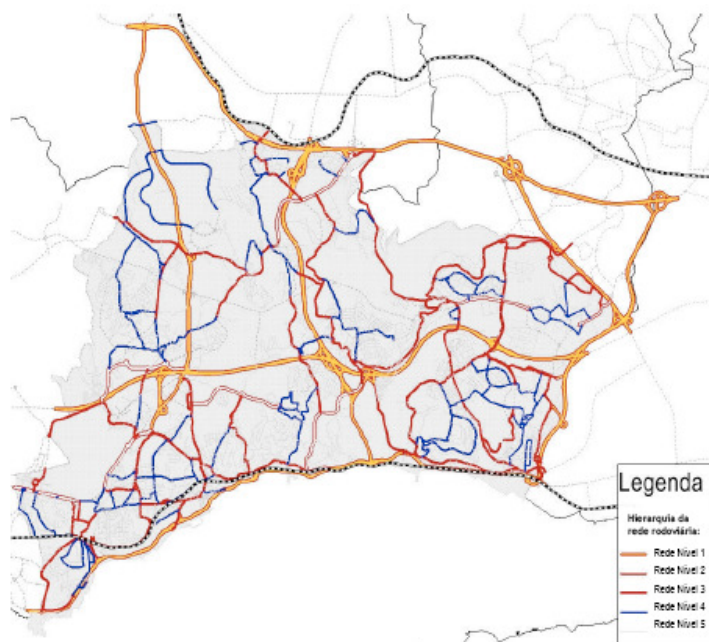 Legenda
Hierarquia da
rede rodoviária:
Rede Nível 1
Rede Nível 2
Rede Nível 3
Rede Nível 4
Rede Nível 5